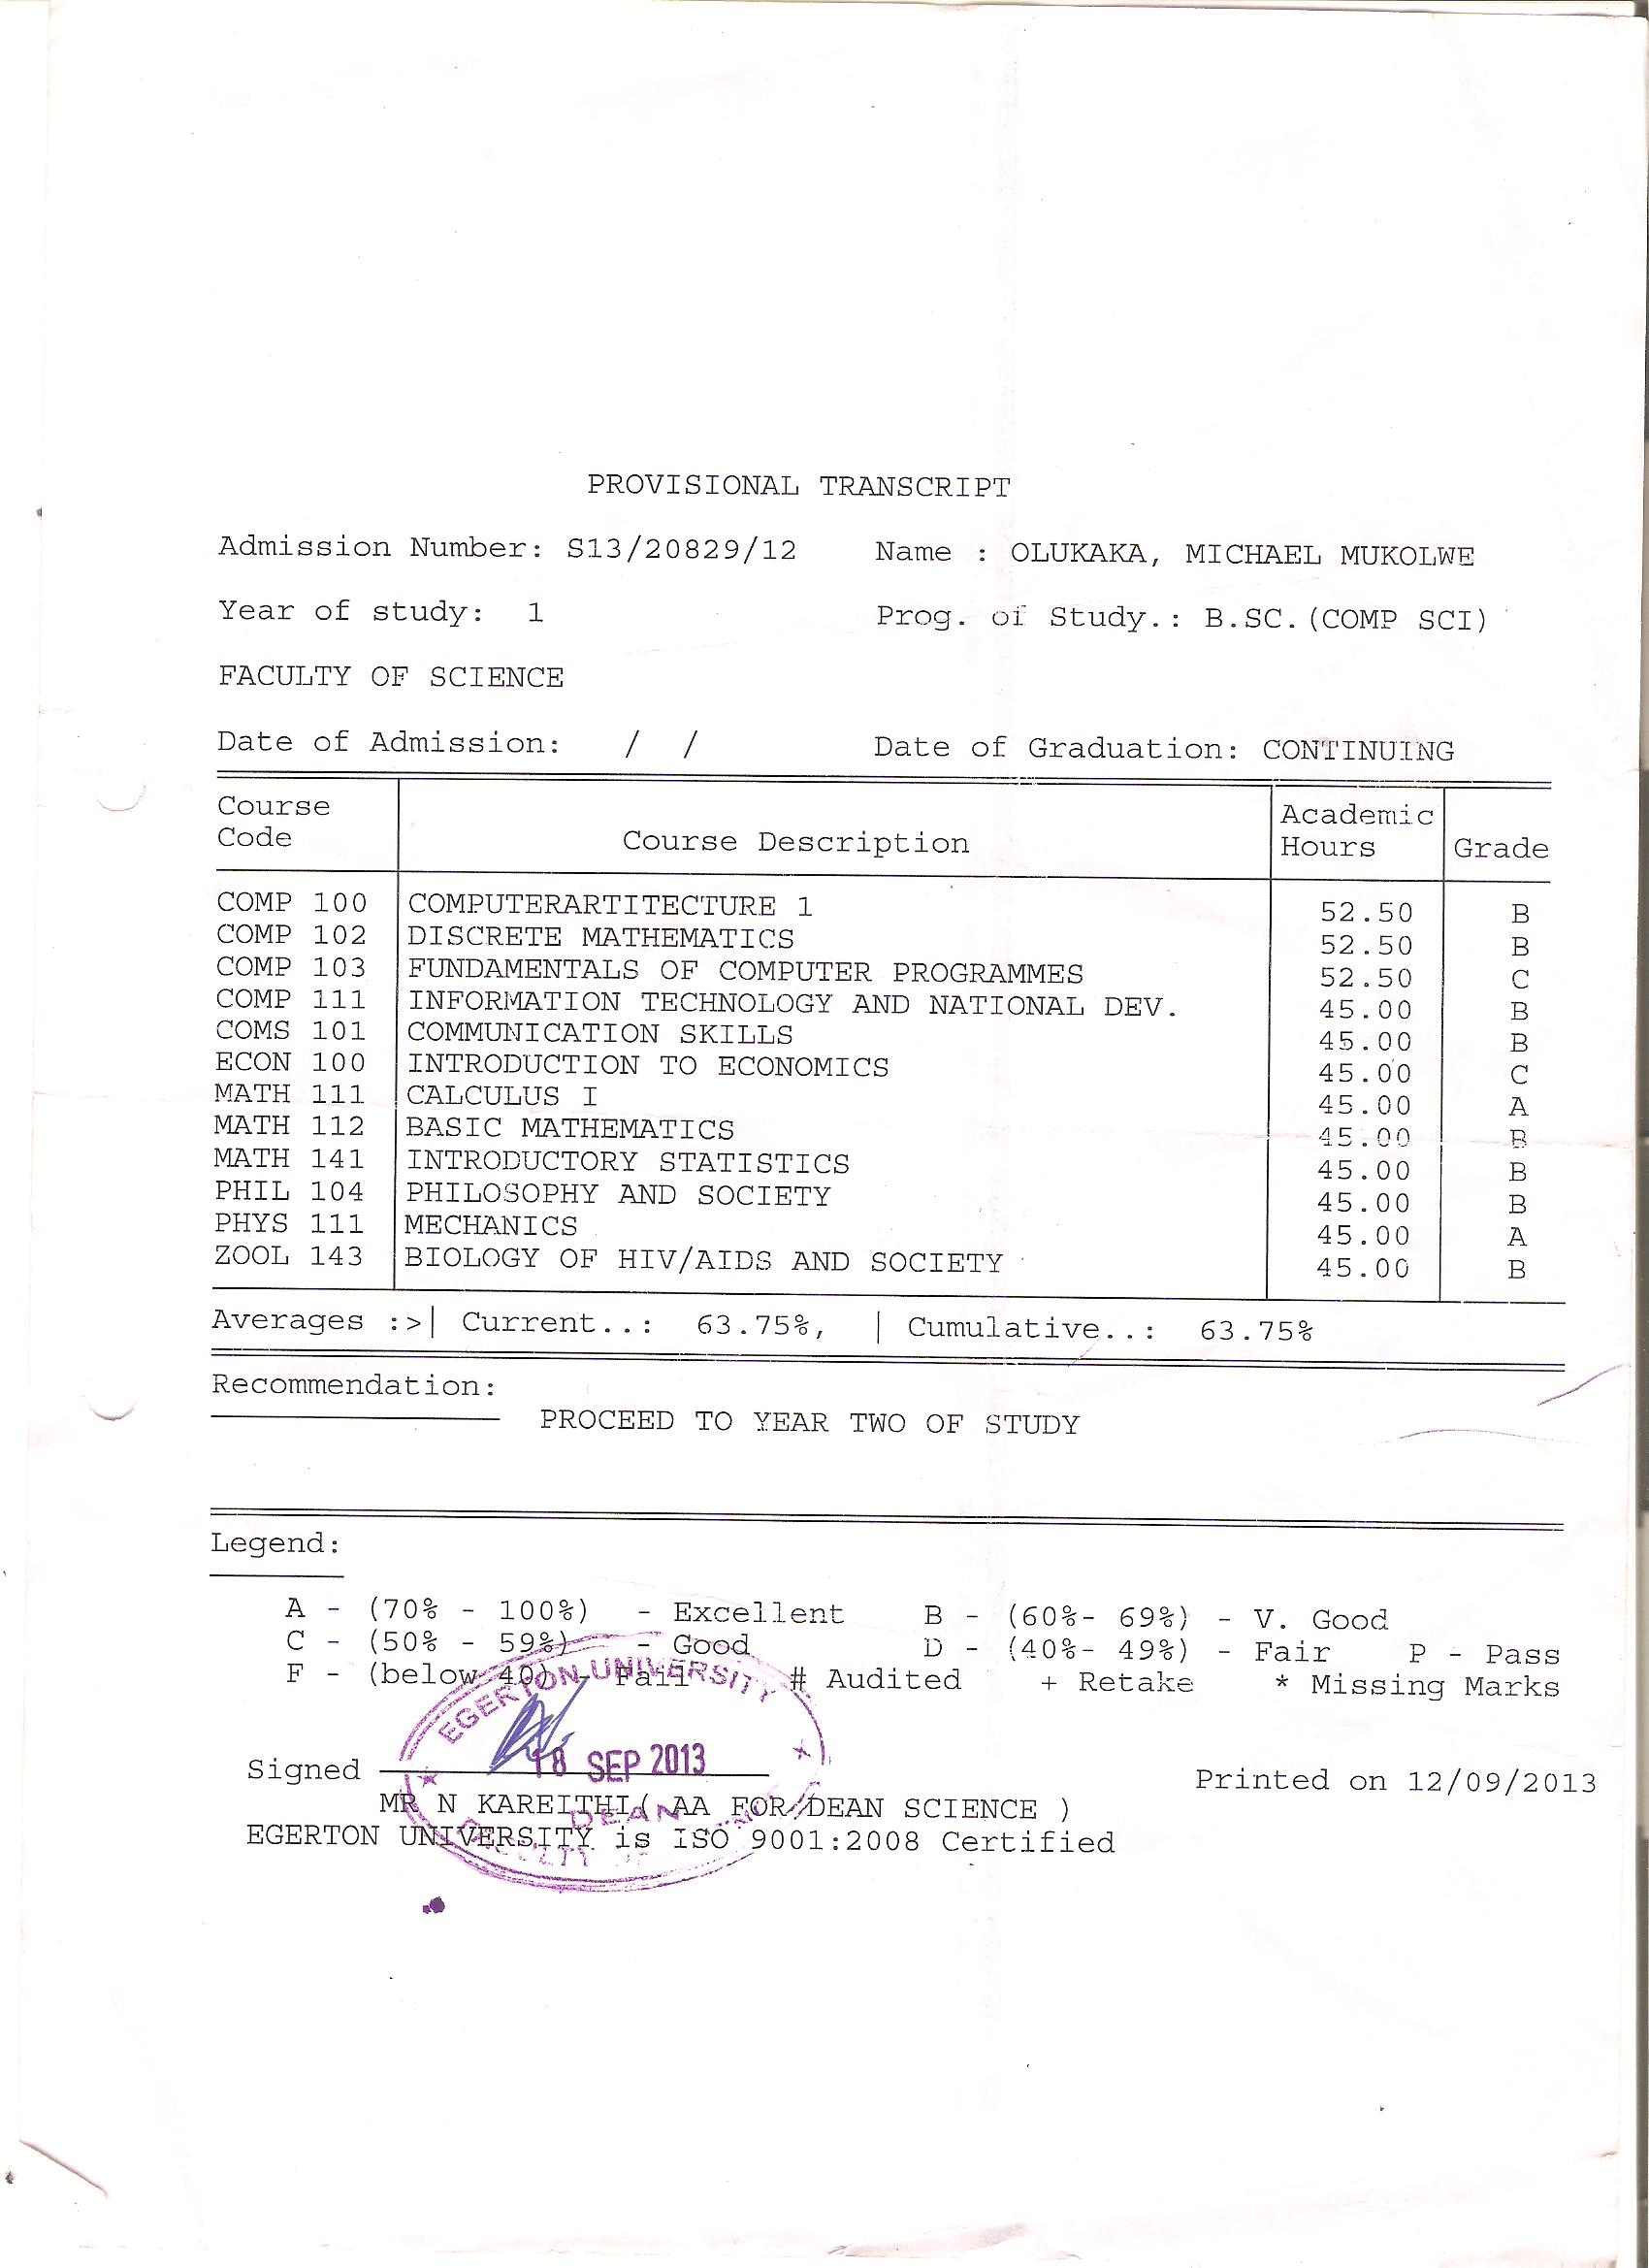 PROVISIONAL TRANSCRIPT
Admission Number: S13/20829/12 Name : OLUKAKA, MICHAEL MUKOLWE
Year of study: 1 Prog. of Study.: B.SC.(COMP SCI)
FACULTY OF SCIENCE
Date of Admission: / / Date of Graduation: CONTINUING
Course Code Course Description Academic Hours Grade
COMP 100 COMPUTERARTITECTURE 1 52.50 B
COMP 102 DISCRETE MATHEMATICS 52.50 B
COMP 103 FUNDAMENTALS OF COMPUTER PROGRAMMES 52.50 C
COMP 111 INFORMATION TECHNOLOGY AND NATIONAL DEV. 45.00 B
COMS 101 COMMUNICATION SKILLS 45.00 B
ECON 100 INTRODUCTION TO ECONOMICS 45.00 C
MATH 111 CALCULUS I 45.00 A
MATH 112 BASIC MATHEMATICS 45.00 B
MATH 141 INTRODUCTORY STATISTICS 45.00 B
PHIL 104 PHILOSOPHY AND SOCIETY 45.00 B
PHYS 111 MECHANICS 45.00 A
ZOOL 143 BIOLOGY OF HIV/AIDS AND SOCIETY 45.00 B
Averages :>| Current..: 63.75%, | Cumulative..: 63.75%
Recommendation:
PROCEED TO YEAR TWO OF STUDY
Legend:
A - (70% - 100%) - Excellent B - (60%- 69%) - V. Good
C - (50% - 59%) - Good D - (40%- 49%) - Fair P - Pass
F - (below 40) - Fail # Audited + Retake * Missing Marks
EGERTON UNIVERSITY
18 SEP 2013
DEAN
Signed Printed on 12/09/2013
MR N KAREITHI( AA FOR/DEAN SCIENCE )
EGERTON UNIVERSITY is ISO 9001:2008 Certified